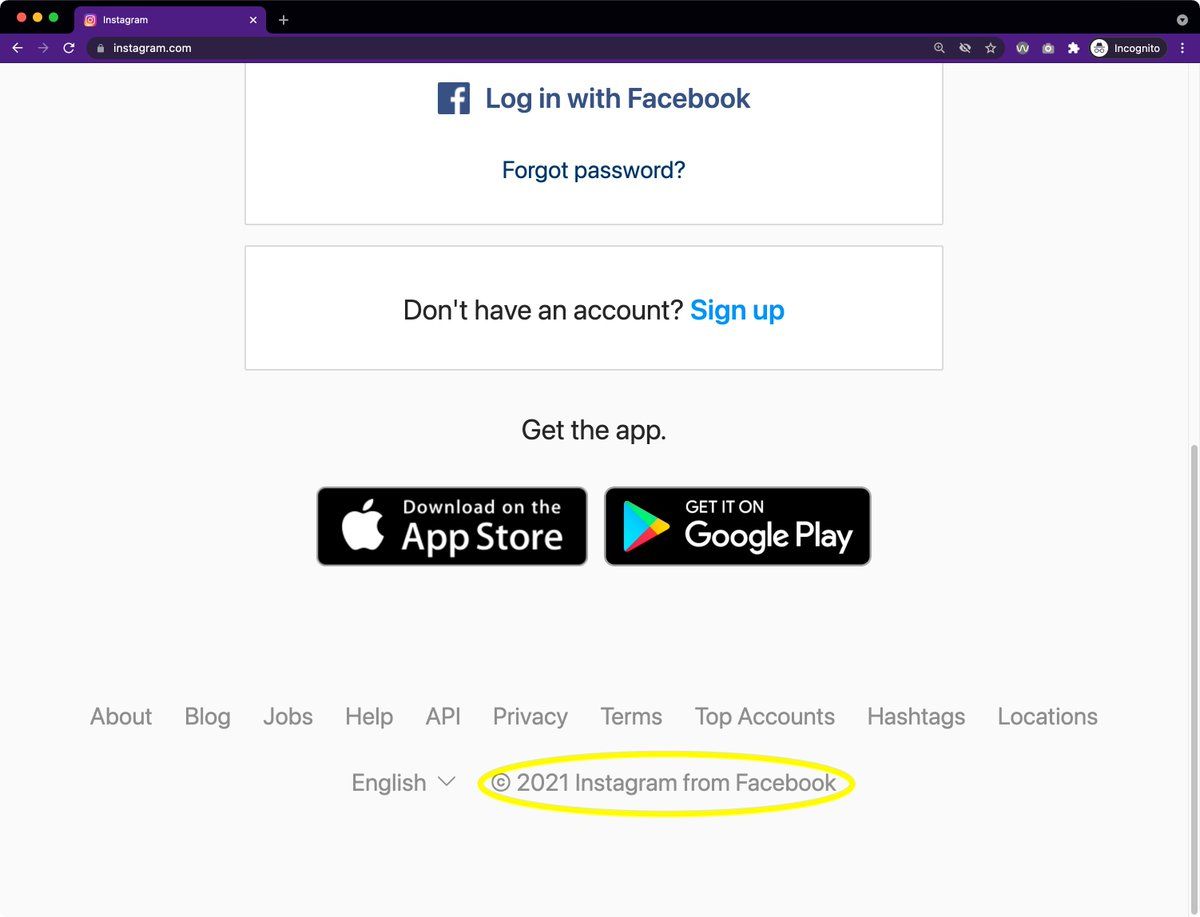 Instagram
instagram.com
Incognito
Log in with Facebook
Forgot password?
Don't have an account? Sign up
Get the app.
Download on the
App Store
GET IT ON
Google Play
About Blog Jobs Help API Privacy Terms Top Accounts Hashtags Locations
English © 2021 Instagram from Facebook